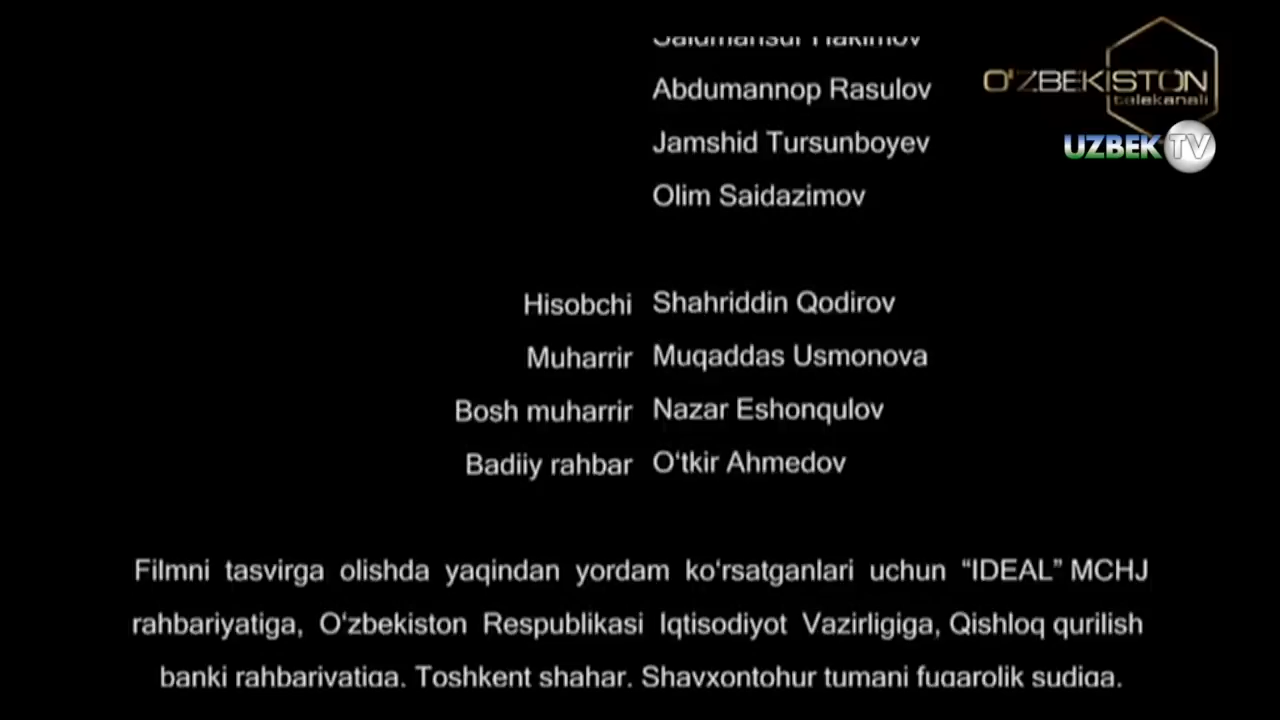 Saidmansur Hakimov
Abdumannop Rasulov
Jamshid Tursunboyev
Olim Saidazimov
Hisobchi Shahriddin Qodirov
Muharrir Muqaddas Usmonova
Bosh muharrir Nazar Eshonqulov
Badiiy rahbar O‘tkir Ahmedov
Filmni tasvirga olishda yaqindan yordam ko‘rsatganlari uchun “IDEAL” MCHJ
rahbariyatiga, O‘zbekiston Respublikasi Iqtisodiyot Vazirligiga, Qishloq qurilish
banki rahbariyatiga, Toshkent shahar, Shayxontohur tumani fuqarolik sudiga,
O'ZBEKISTON
telekanali
UZBEK TV